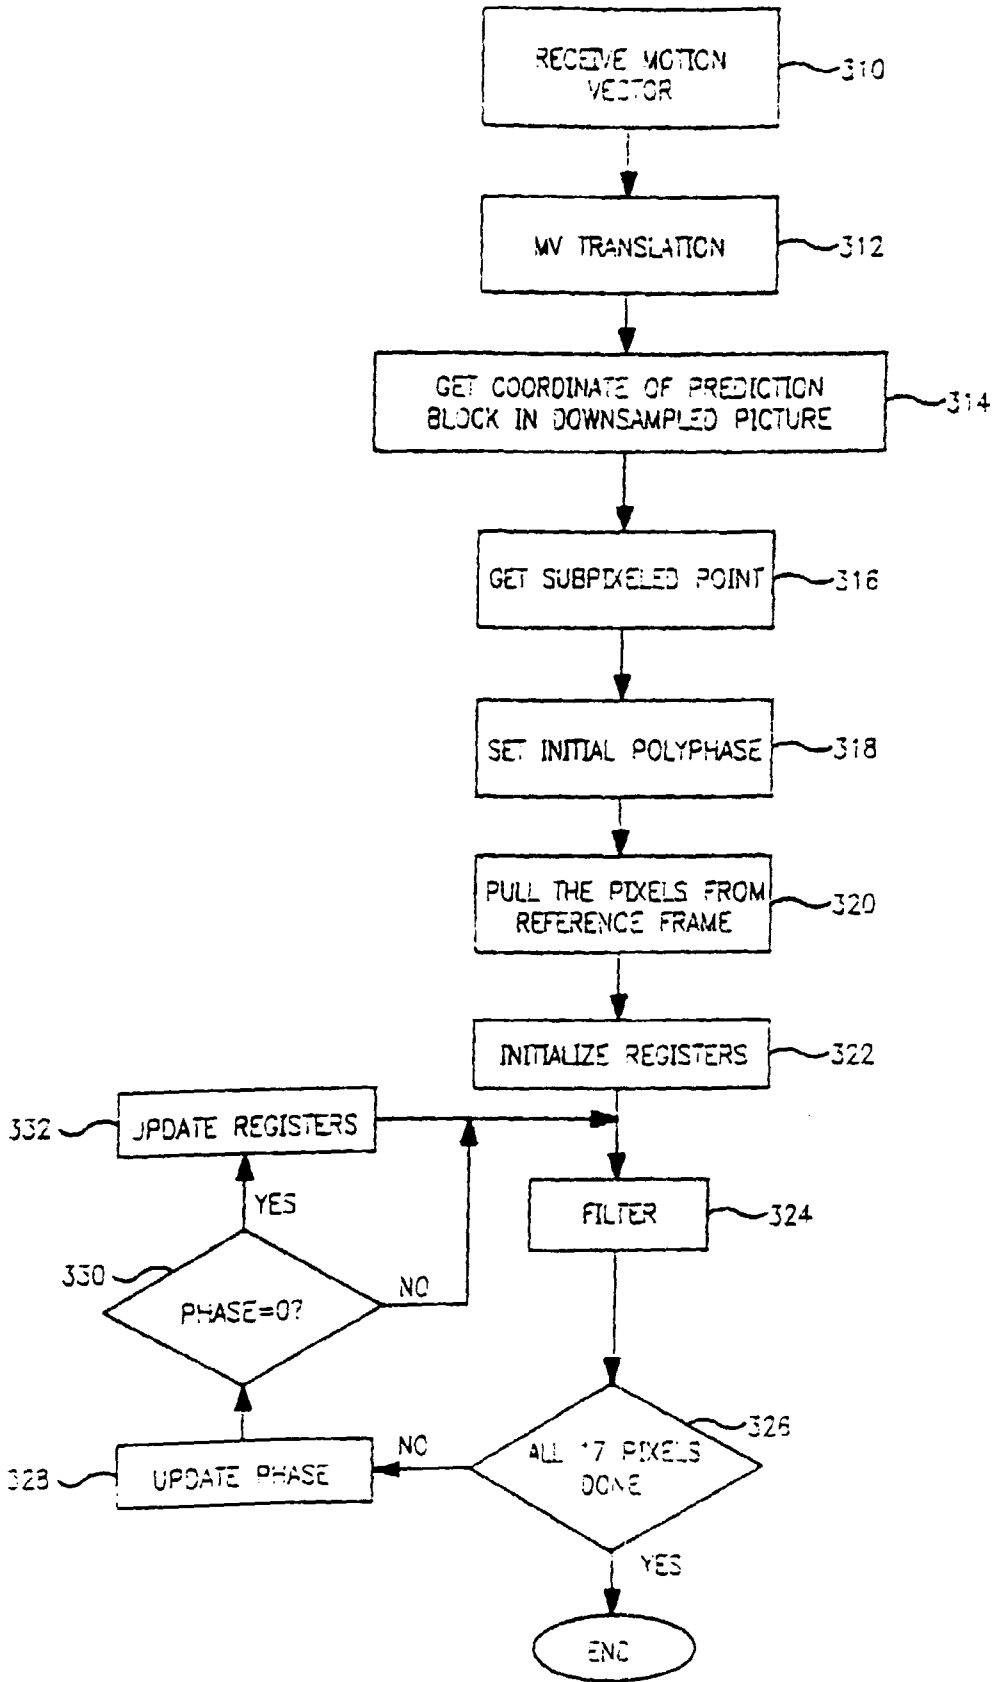 RECEIVE MOTION
VECTOR
310
MV TRANSLATION
312
GET COORDINATE OF PREDICTION
BLOCK IN DOWNSAMPLED PICTURE
314
GET SUBPIXELED POINT
316
SET INITIAL POLYPHASE
318
PULL THE PIXELS FROM
REFERENCE FRAME
320
INITIALIZE REGISTERS
322
332
UPDATE REGISTERS
YES
FILTER
324
330
PHASE=0?
NO
326
ALL 17 PIXELS
DONE
NO
328
UPDATE PHASE
YES
END